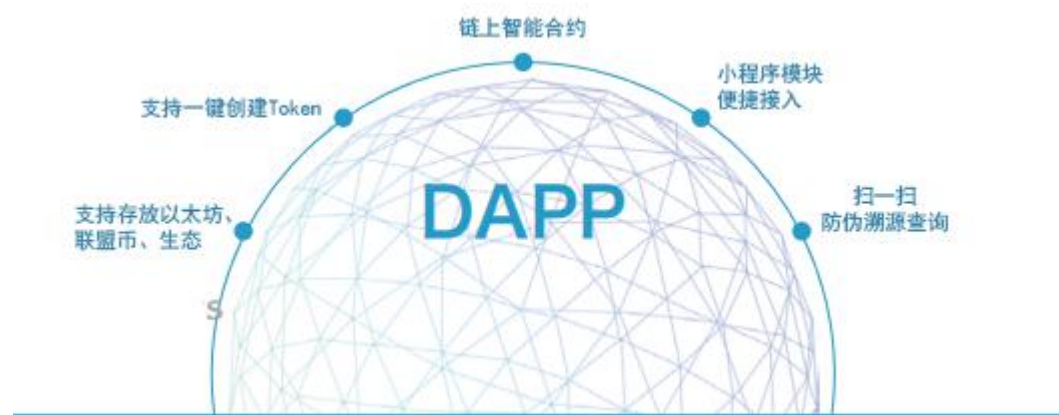 链上智能合约
小程序模块
便捷接入
支持一键创建Token
DAPP
扫一扫
防伪溯源查询
支持存放以太坊、
联盟币、生态
S